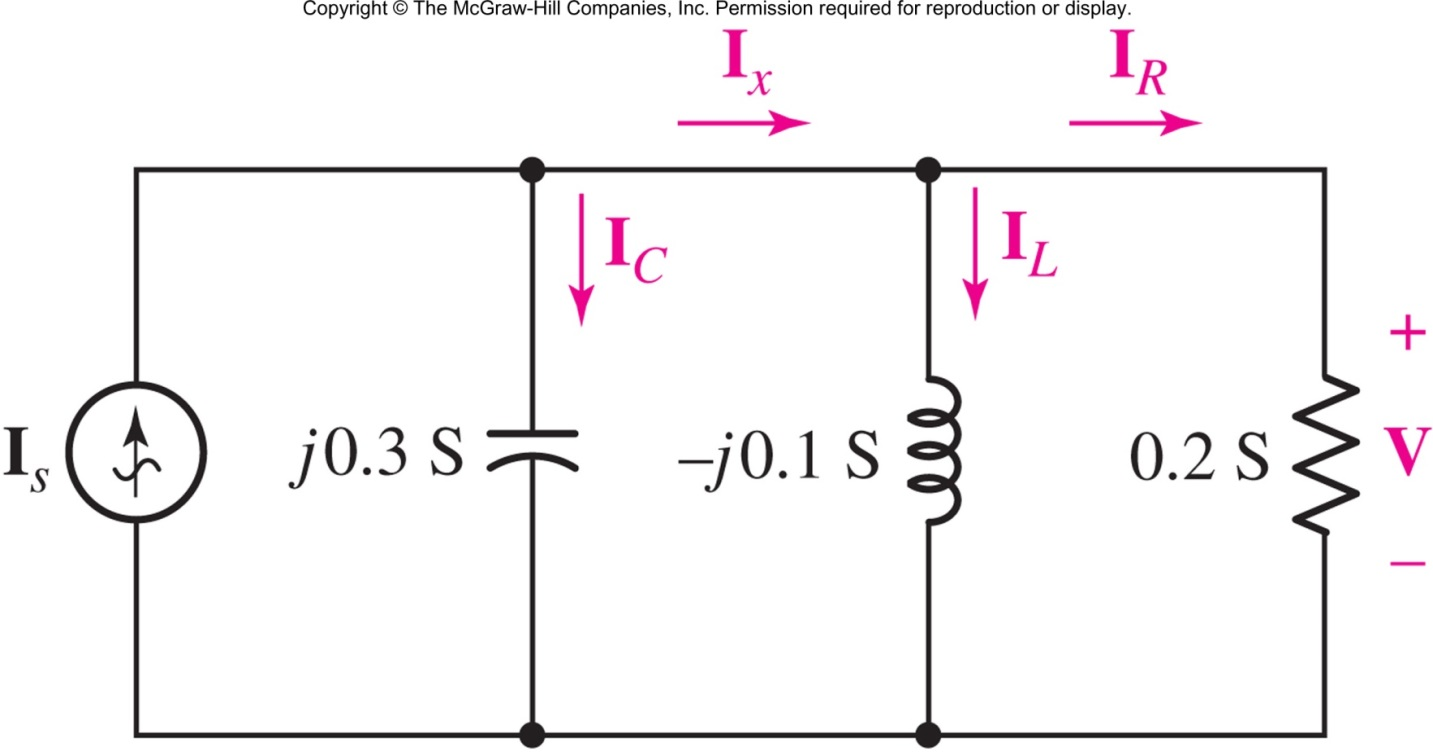 Copyright © The McGraw-Hill Companies, Inc. Permission required for reproduction or display.
Ix
IR
IC
IL
+
Is
j0.3 S
–j0.1 S
0.2 S
V
–